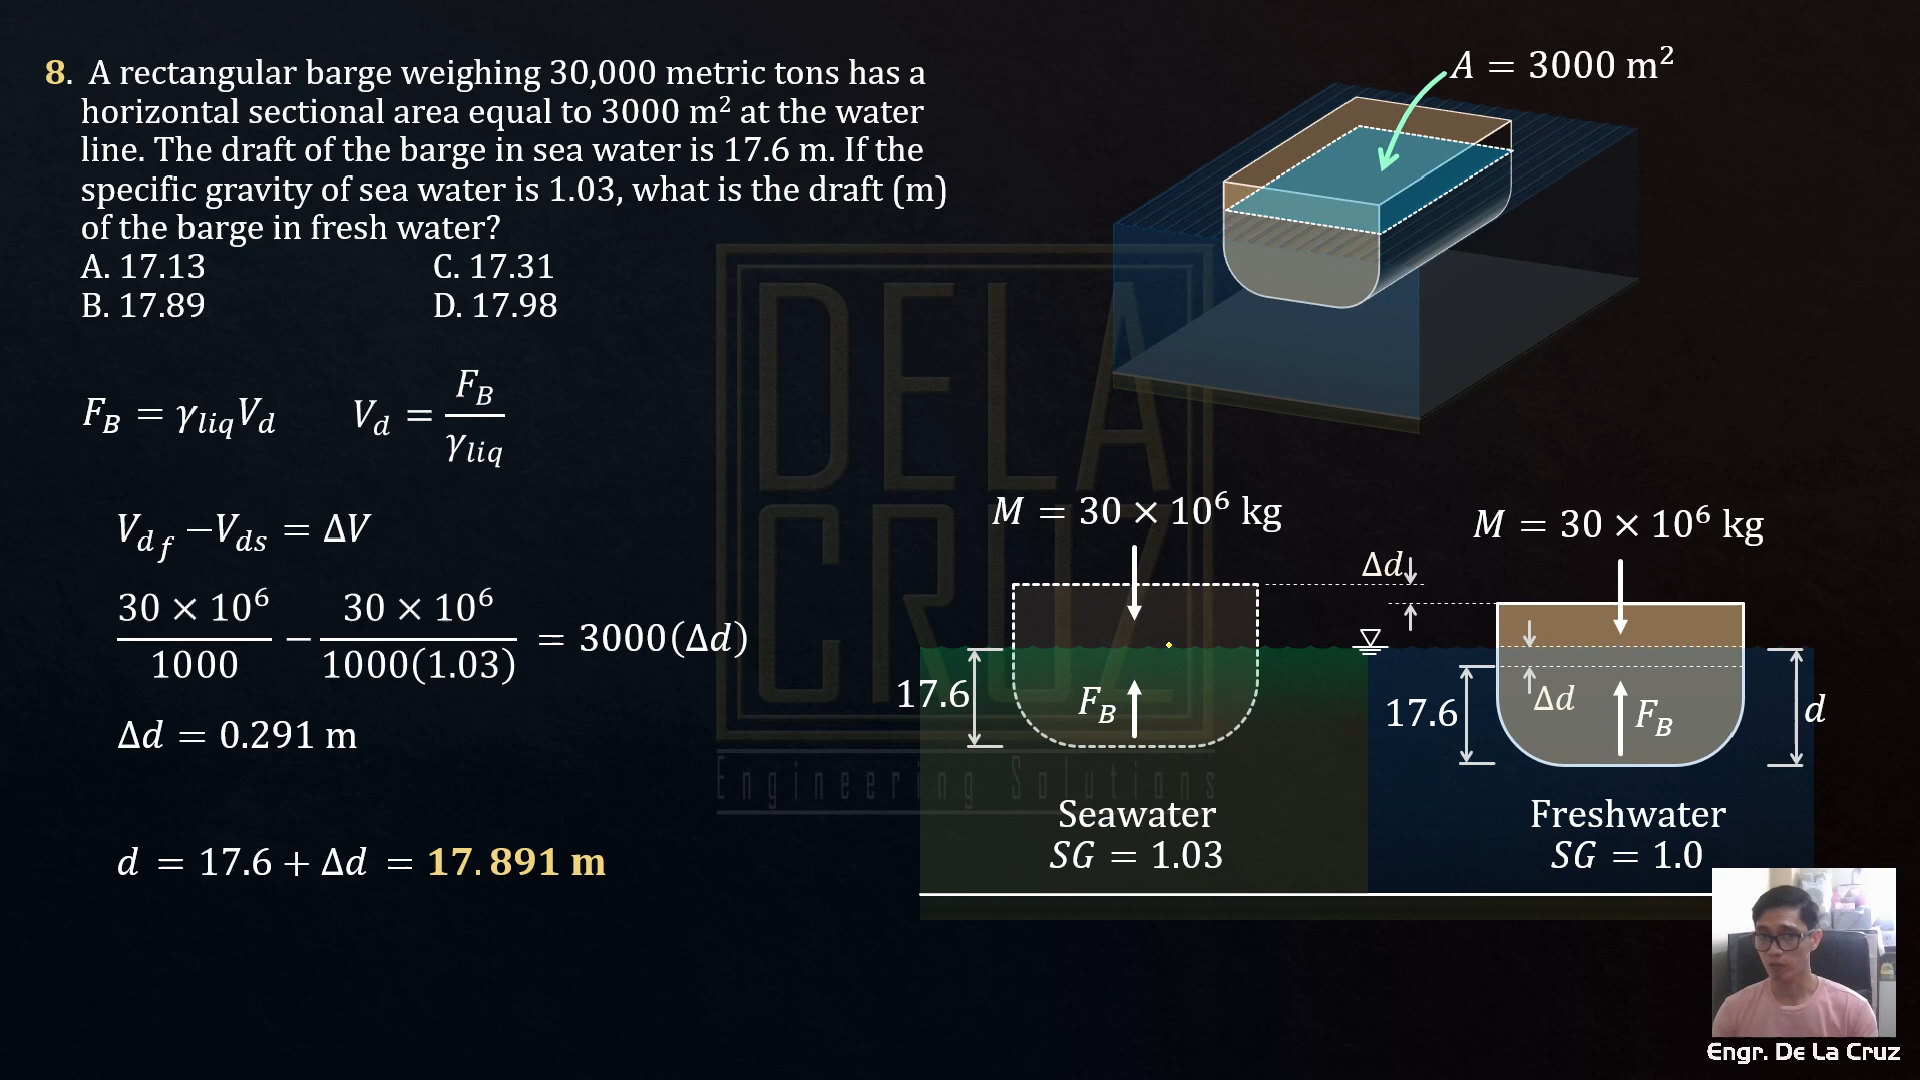 8. A rectangular barge weighing 30,000 metric tons has a
horizontal sectional area equal to 3000 m² at the water
line. The draft of the barge in sea water is 17.6 m. If the
specific gravity of sea water is 1.03, what is the draft (m)
of the barge in fresh water?
A. 17.13 C. 17.31
B. 17.89 D. 17.98
F_B = γ_liq V_d V_d = F_B / γ_liq
V_df − V_ds = ΔV
30 × 10⁶ / 1000 − 30 × 10⁶ / 1000(1.03) = 3000(Δd)
Δd = 0.291 m
d = 17.6 + Δd = 17.891 m
A = 3000 m²
DELA
CRUZ
Engineering Solutions
M = 30 × 10⁶ kg
17.6
F_B
Seawater
SG = 1.03
Δd
M = 30 × 10⁶ kg
17.6
Δd
F_B
d
Freshwater
SG = 1.0
Engr. De La Cruz